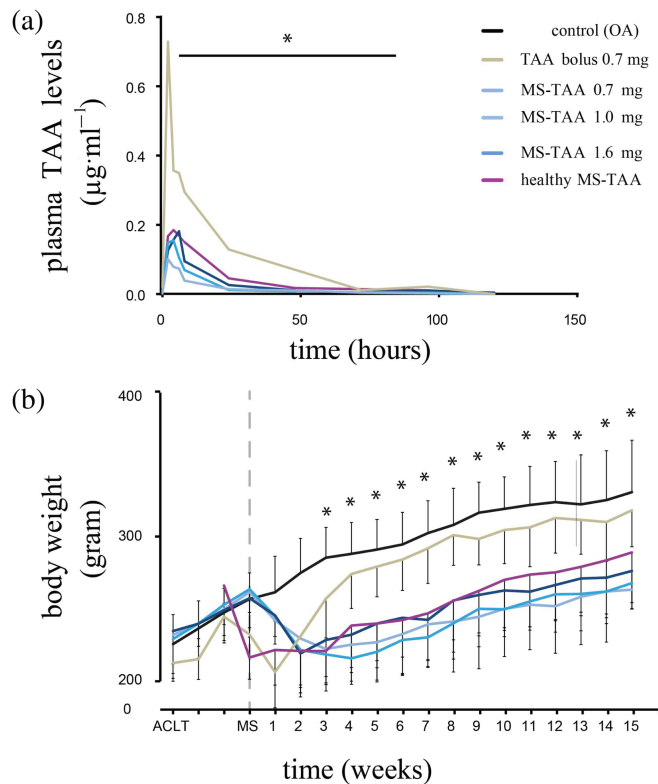 (a)
plasma TAA levels
(µg·ml⁻¹)
0.8
0.6
0.4
0.2
0.0
0
50
100
150
time (hours)
*
control (OA)
TAA bolus 0.7 mg
MS-TAA 0.7 mg
MS-TAA 1.0 mg
MS-TAA 1.6 mg
healthy MS-TAA
(b)
body weight
(gram)
400
300
200
0
* * * * * * * * * * * * *
ACLT MS 1 2 3 4 5 6 7 8 9 10 11 12 13 14 15
time (weeks)